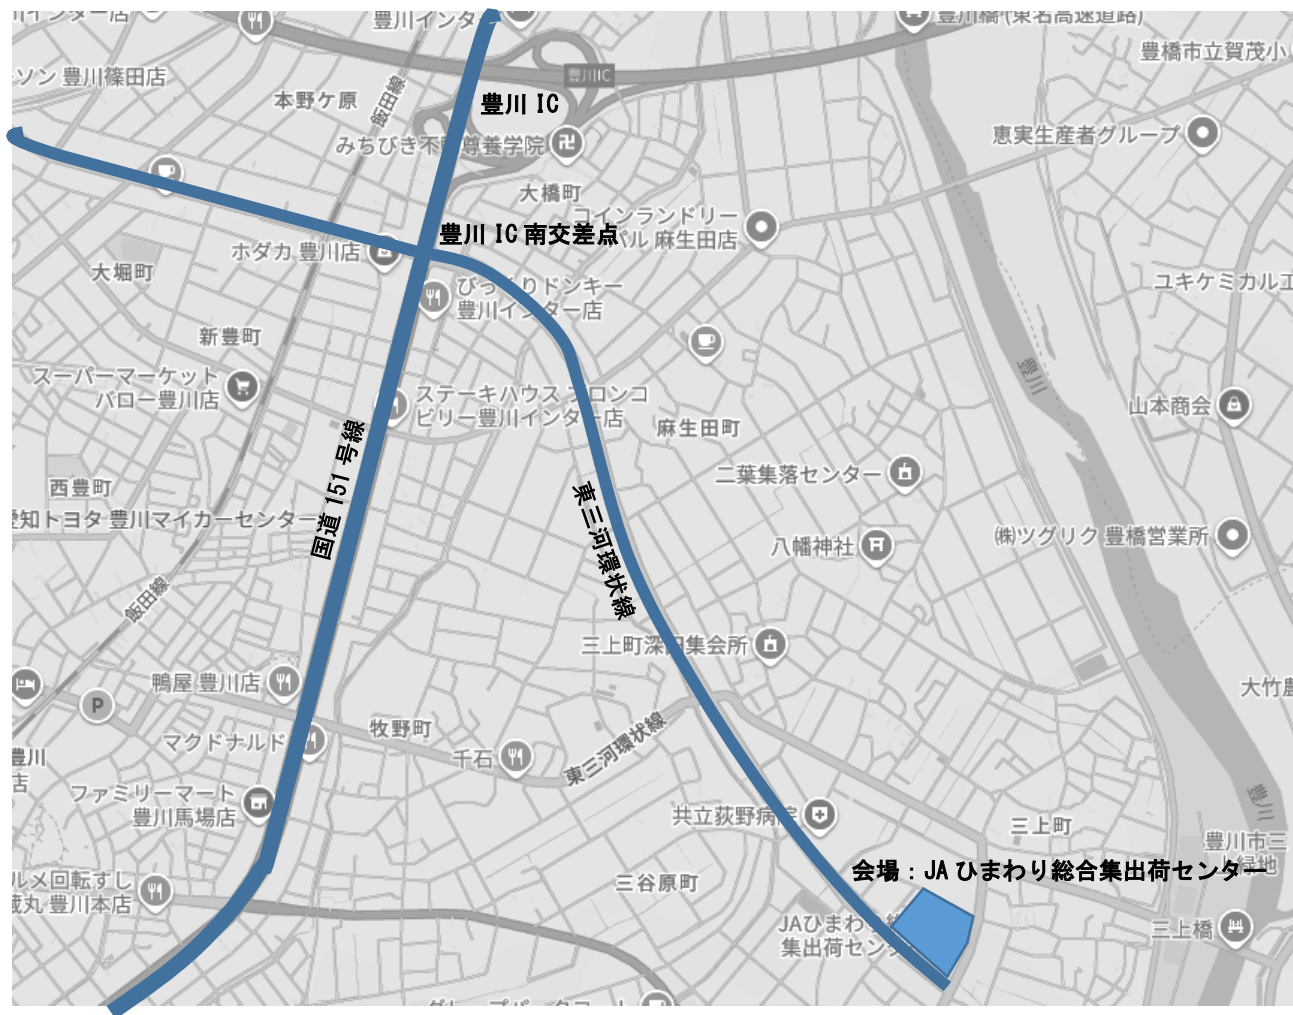 豊川インター
豊川橋(東名高速道路)
川インター店
豊橋市立賀茂小
ーソン 豊川篠田店
豊川IC
本野ケ原
飯田線
豊川 IC
みちびき不動尊養学院
恵実生産者グループ
大橋町
コインランドリー
パル 麻生田店
豊川 IC 南交差点
ホダカ 豊川店
大堀町
びっくりドンキー
豊川インター店
ユキケミカル工
新豊町
豊川
スーパーマーケット
バロー豊川店
ステーキハウス ブロンコ
ビリー豊川インター店
山本商会
麻生田町
国道 151 号線
二葉集落センター
西豊町
愛知トヨタ 豊川マイカーセンター
東三河環状線
八幡神社
㈱ツグリク 豊橋営業所
飯田線
三上町深田集会所
鴨屋 豊川店
大竹農
P
牧野町
東三河環状線
マクドナルド
千石
豊川
店
ファミリーマート
豊川馬場店
共立荻野病院
三上町
豊川
豊川市三
緑地
会場：JA ひまわり総合集出荷センター
ルメ回転すし
蔵丸 豊川本店
三谷原町
JAひまわり総
集出荷センタ
三上橋